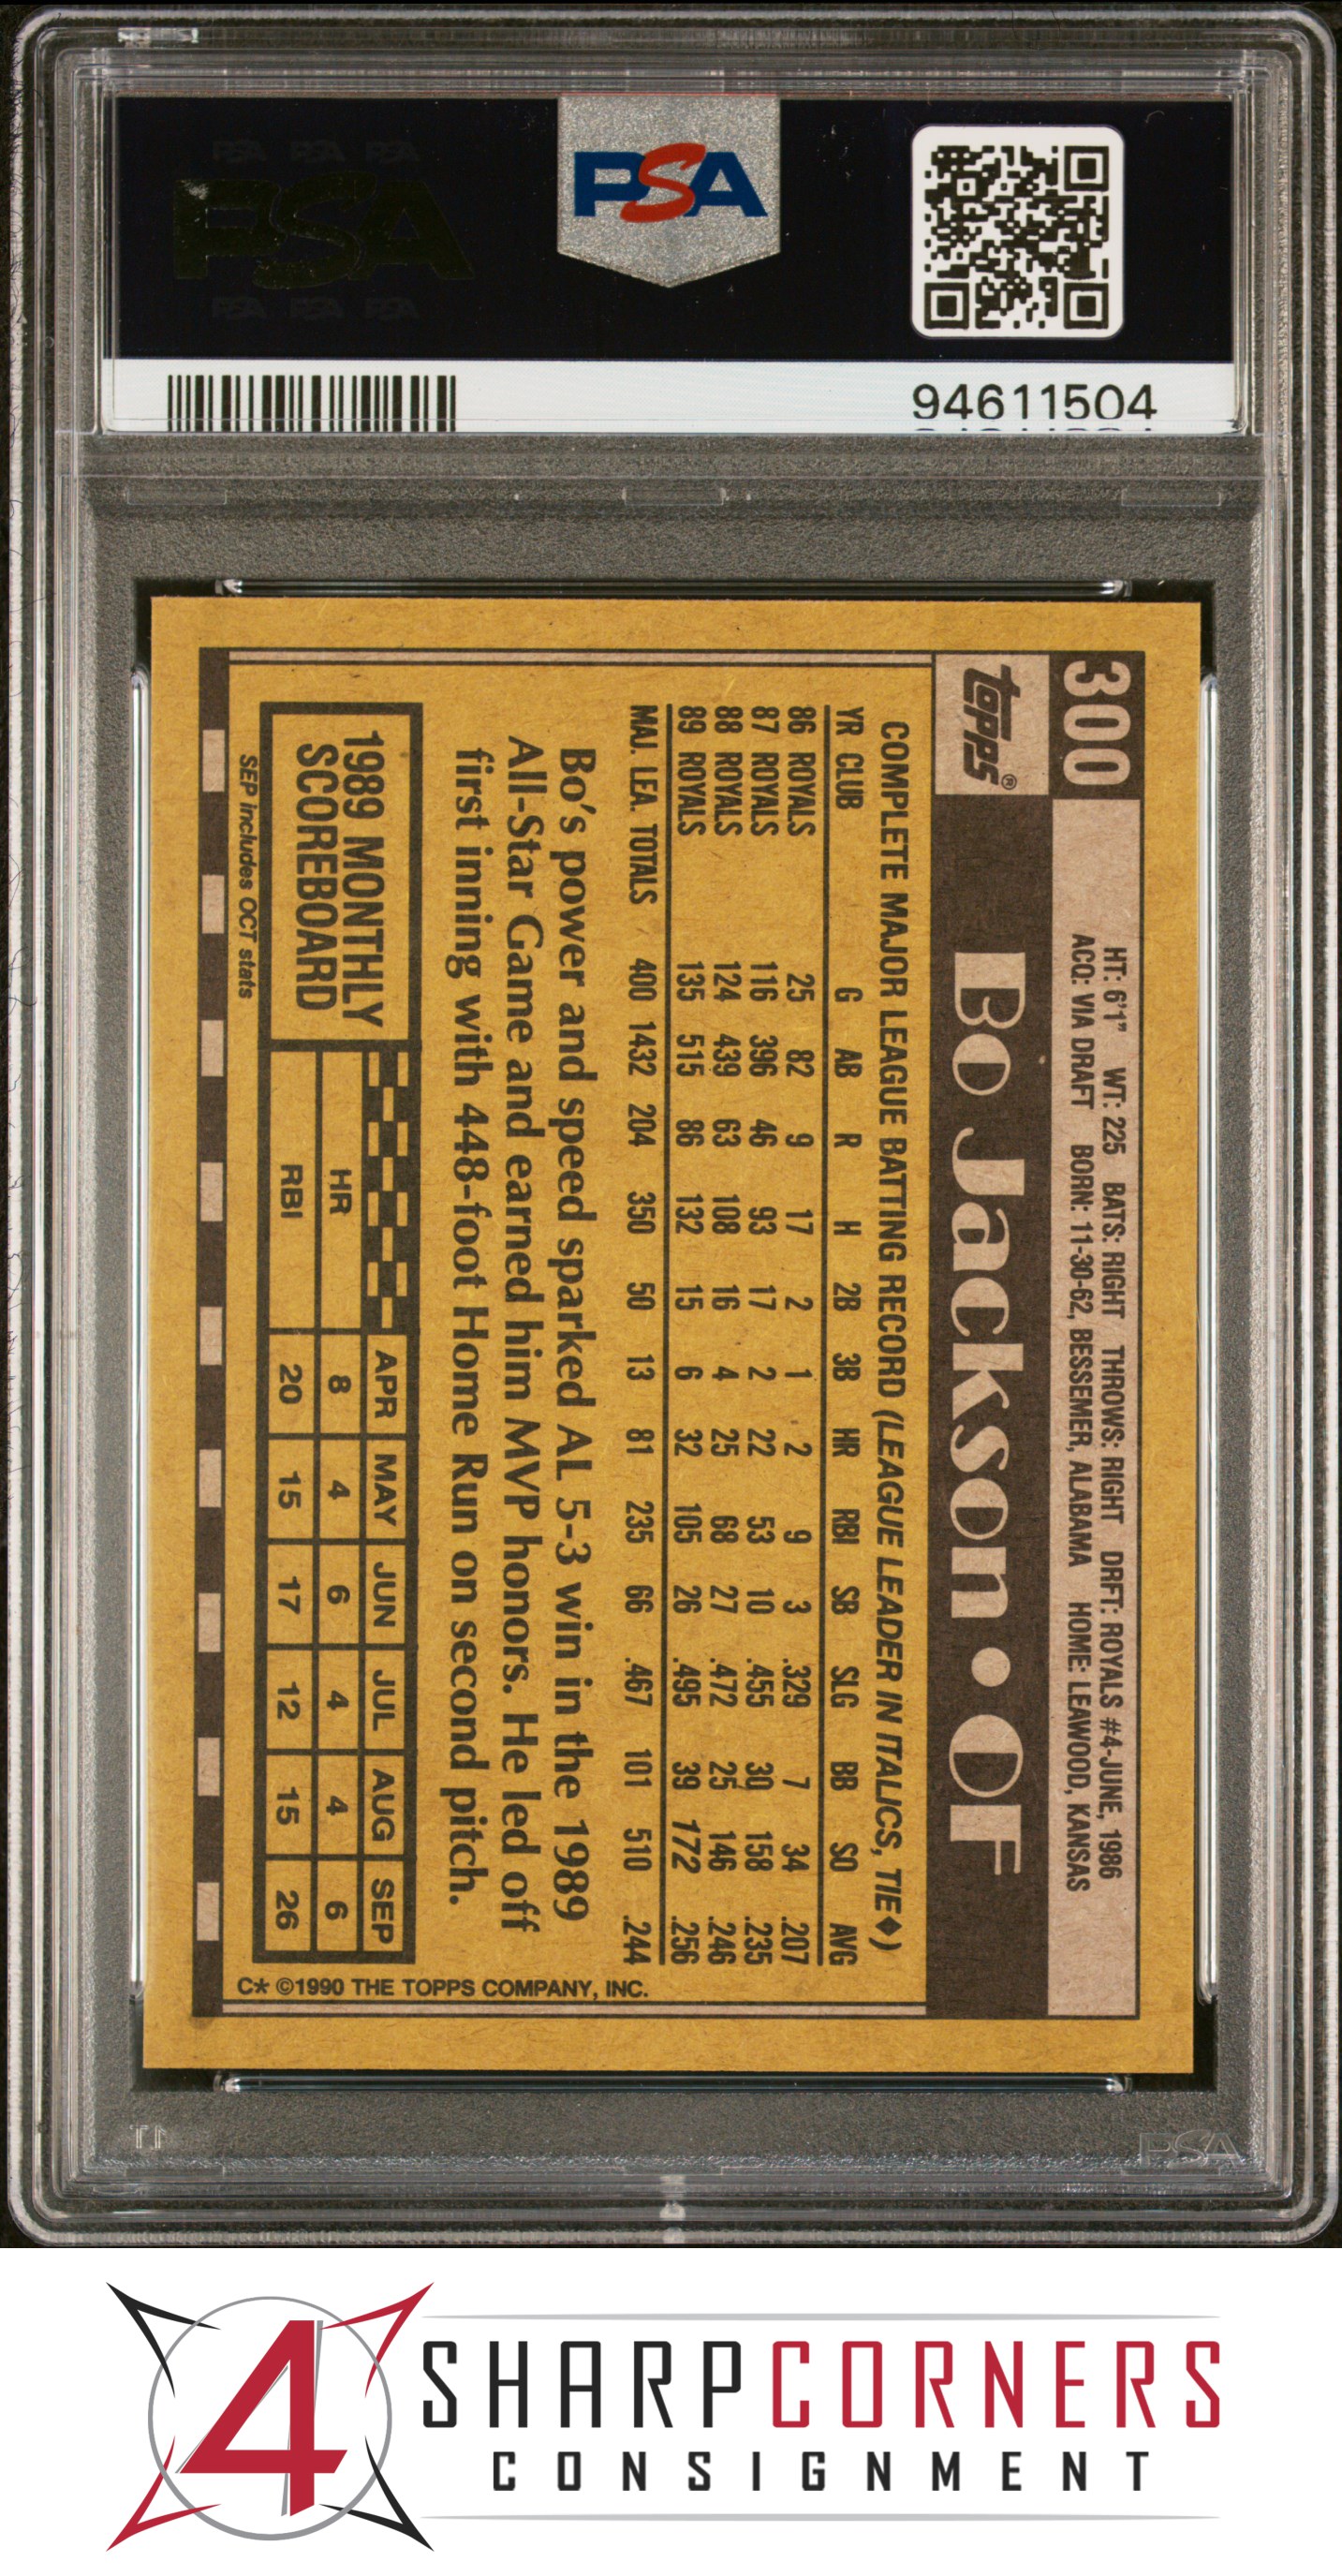 PSA PSA PSA
PSA
PSA PSA PSA
PSA
94611504
300
HT: 6'1" WT: 225 BATS: RIGHT THROWS: RIGHT DRFT: ROYALS #4-JUNE, 1986
ACQ: VIA DRAFT BORN: 11-30-62, BESSEMER, ALABAMA HOME: LEAWOOD, KANSAS
Topps®
Bo Jackson • OF
COMPLETE MAJOR LEAGUE BATTING RECORD (LEAGUE LEADER IN ITALICS, TIE♦)
YR CLUB G AB R H 2B 3B HR RBI SB SLG BB SO AVG
86 ROYALS 25 82 9 17 2 1 2 9 3 .329 7 34 .207
87 ROYALS 116 396 46 93 17 2 22 53 10 .455 30 158 .235
88 ROYALS 124 439 63 108 16 4 25 68 27 .472 25 146 .246
89 ROYALS 135 515 86 132 15 6 32 105 26 .495 39 172 .256
MAJ. LEA. TOTALS 400 1432 204 350 50 13 81 235 66 .467 101 510 .244
Bo's power and speed sparked AL 5-3 win in the 1989
All-Star Game and earned him MVP honors. He led off
first inning with 448-foot Home Run on second pitch.
1989 MONTHLY
SCOREBOARD
APR MAY JUN JUL AUG SEP
HR 8 4 6 4 4 6
RBI 20 15 17 12 15 26
SEP includes OCT stats
C* ©1990 THE TOPPS COMPANY, INC.
PSA
4
SHARPCORNERS
CONSIGNMENT